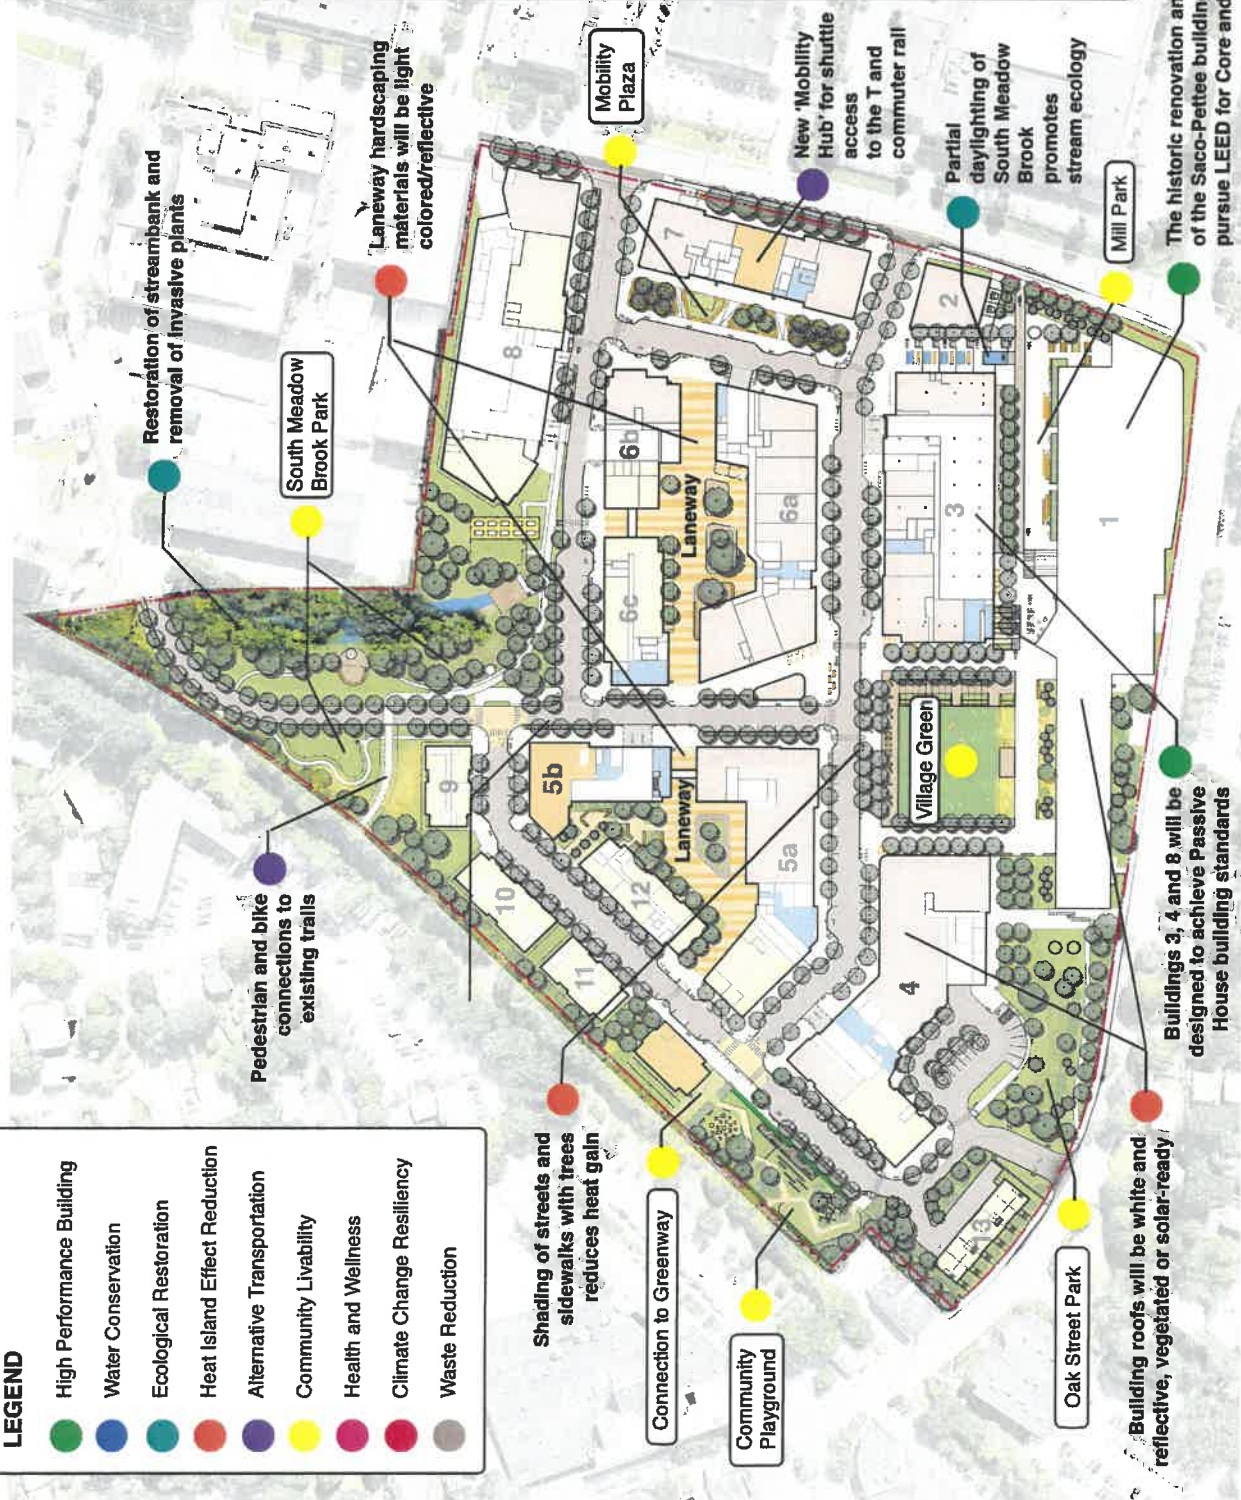 LEGEND
High Performance Building
Water Conservation
Ecological Restoration
Heat Island Effect Reduction
Alternative Transportation
Community Livability
Health and Wellness
Climate Change Resiliency
Waste Reduction
Restoration of streambank and
removal of invasive plants
South Meadow
Brook Park
Laneway hardscaping
materials will be light
colored/reflective
Mobility
Plaza
New 'Mobility
Hub' for shuttle
access
to the T and
commuter rail
Partial
daylighting of
South Meadow
Brook
promotes
stream ecology
Mill Park
The historic renovation
of the Saco-Pettee
pursue LEED for Core and
Pedestrian and bike
connections to
existing trails
Shading of streets and
sidewalks with trees
reduces heat gain
Connection to Greenway
Community
Playground
Oak Street Park
Building roofs will be white and
reflective, vegetated or solar-ready
Buildings 3, 4 and 8 will be
designed to achieve Passive
House building standards
Village Green
Laneway
Laneway
1
2
3
4
5a
5b
6a
6b
6c
7
8
9
10
11
12
13